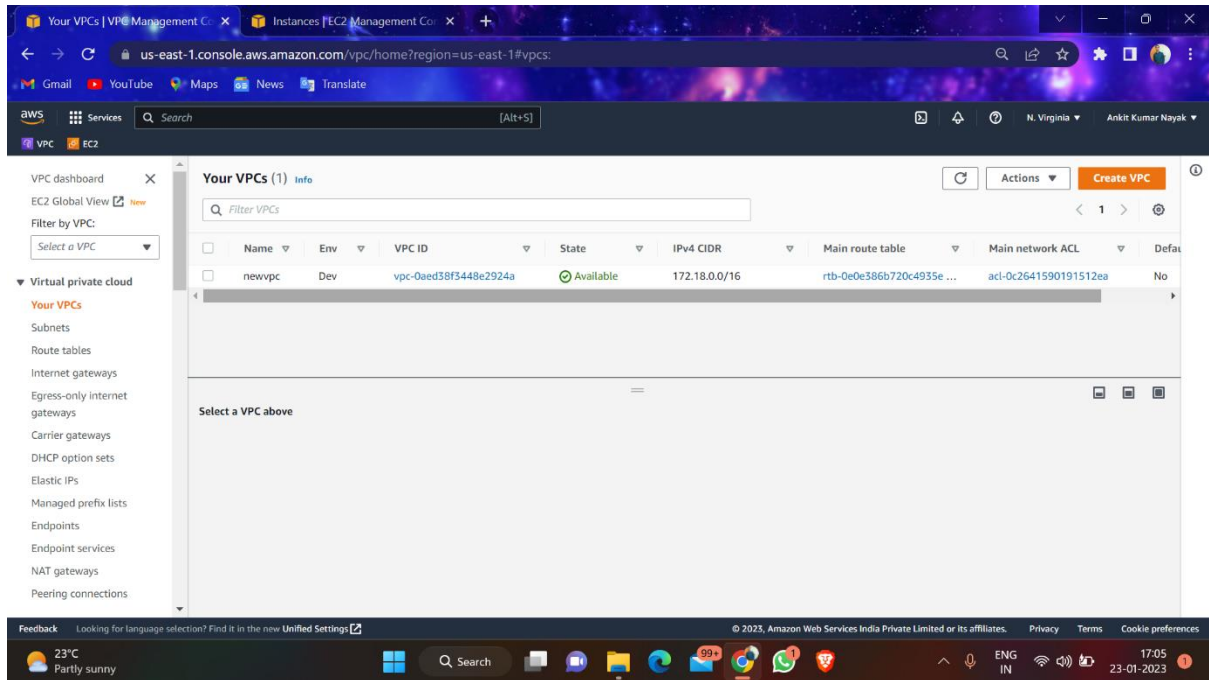 Your VPCs | VPC Management Co
Instances | EC2 Management Con
us-east-1.console.aws.amazon.com/vpc/home?region=us-east-1#vpcs:
Gmail YouTube Maps News Translate
aws Services Search [Alt+S] N. Virginia ▼ Ankit Kumar Nayak ▼
VPC EC2
VPC dashboard
EC2 Global View New
Filter by VPC:
Select a VPC
Virtual private cloud
Your VPCs
Subnets
Route tables
Internet gateways
Egress-only internet
gateways
Carrier gateways
DHCP option sets
Elastic IPs
Managed prefix lists
Endpoints
Endpoint services
NAT gateways
Peering connections
Your VPCs (1) Info
Actions ▼ Create VPC
Filter VPCs
1
Name Env VPC ID State IPv4 CIDR Main route table Main network ACL Defau
newvpc Dev vpc-0aed38f3448e2924a Available 172.18.0.0/16 rtb-0e0e386b720c4935e ... acl-0c2641590191512ea No
Select a VPC above
Feedback Looking for language selection? Find it in the new Unified Settings © 2023, Amazon Web Services India Private Limited or its affiliates. Privacy Terms Cookie preferences
23°C
Partly sunny
Search
99+
1
ENG
IN
17:05
23-01-2023
1